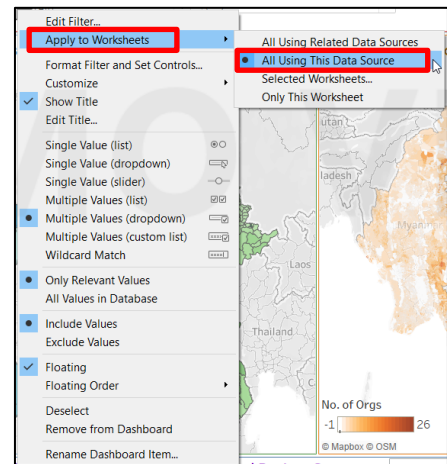 Edit Filter...
Apply to Worksheets
Format Filter and Set Controls...
Customize
Show Title
Edit Title...
Single Value (list)
Single Value (dropdown)
Single Value (slider)
Multiple Values (list)
Multiple Values (dropdown)
Multiple Values (custom list)
Wildcard Match
Only Relevant Values
All Values in Database
Include Values
Exclude Values
Floating
Floating Order
Deselect
Remove from Dashboard
Rename Dashboard Item...
All Using Related Data Sources
All Using This Data Source
Selected Worksheets...
Only This Worksheet
utan
ladesh
Myanmar
Laos
Thailand
No. of Orgs
-1 26
© Mapbox © OSM